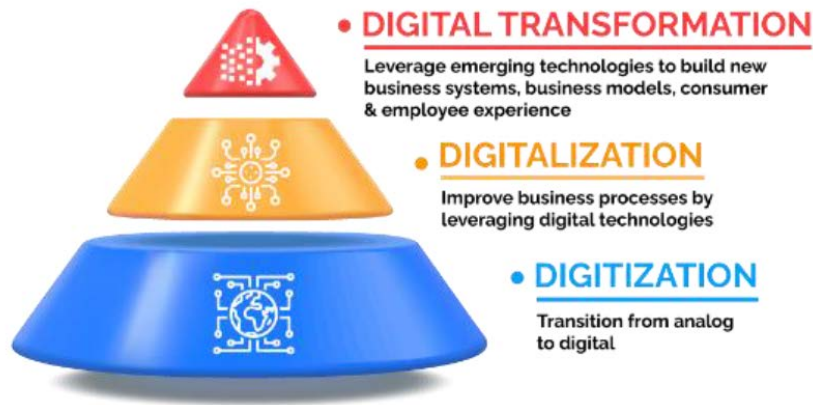 • DIGITAL TRANSFORMATION
Leverage emerging technologies to build new
business systems, business models, consumer
& employee experience
• DIGITALIZATION
Improve business processes by
leveraging digital technologies
• DIGITIZATION
Transition from analog
to digital